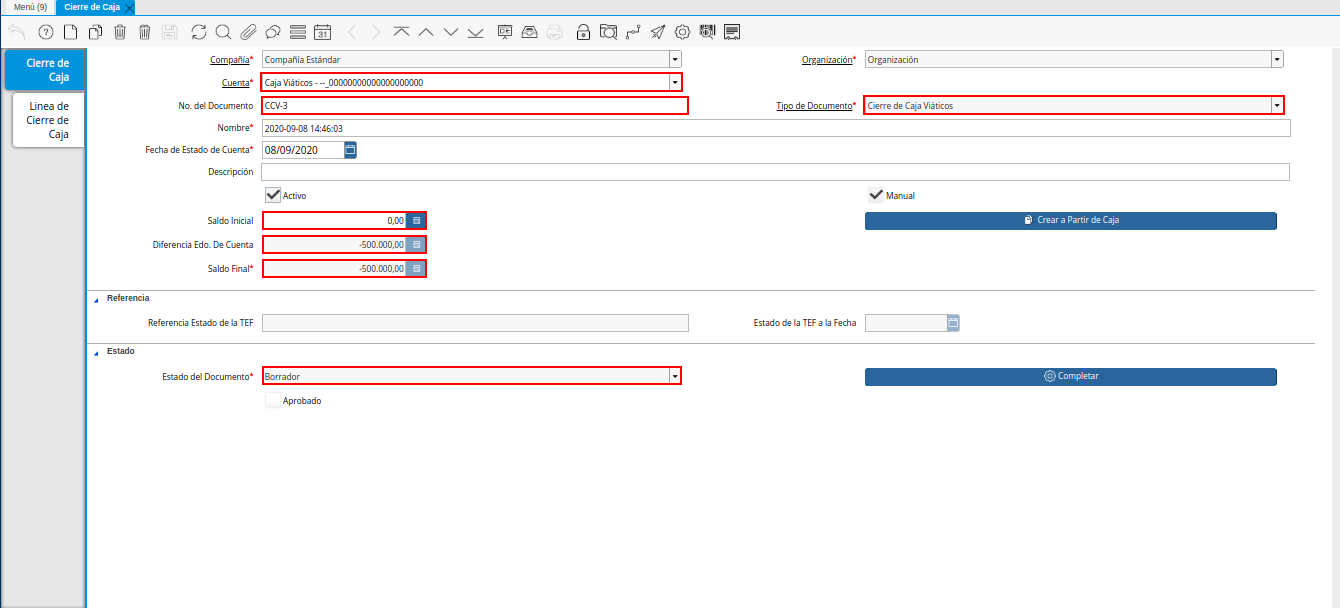 Menú (9)
Cierre de Caja
31
Cierre de
Caja
Linea de
Cierre de
Caja
Compañía* Compañía Estándar Organización* Organización
Cuenta* Caja Viáticos - --_00000000000000000000
No. del Documento CCV-3 Tipo de Documento* Cierre de Caja Viáticos
Nombre* 2020-09-08 14:46:03
Fecha de Estado de Cuenta* 08/09/2020
Descripción
Activo Manual
Saldo Inicial 0,00 Crear a Partir de Caja
Diferencia Edo. De Cuenta -500.000,00
Saldo Final* -500.000,00
Referencia
Referencia Estado de la TEF Estado de la TEF a la Fecha
Estado
Estado del Documento* Borrador Completar
Aprobado